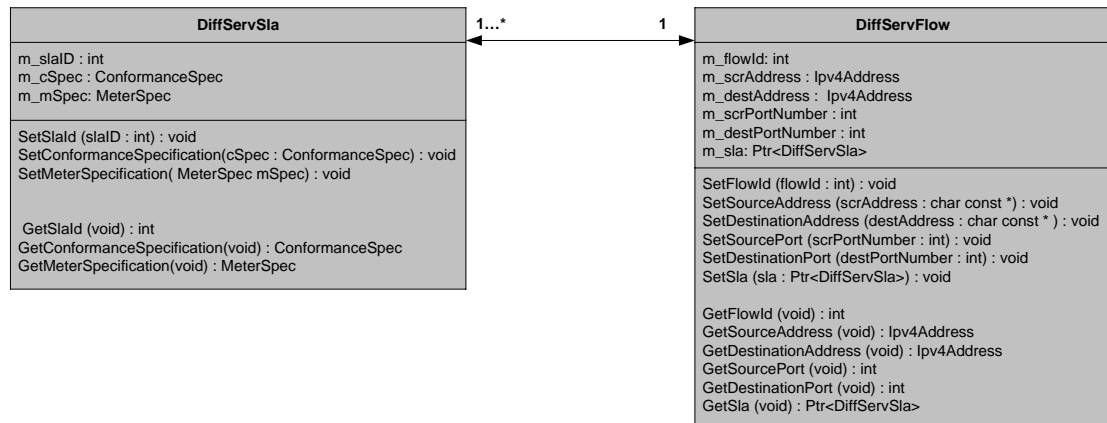 DiffServSla
m_slaID : int
m_cSpec : ConformanceSpec
m_mSpec: MeterSpec
SetSlaId (slaID : int) : void
SetConformanceSpecification(cSpec : ConformanceSpec) : void
SetMeterSpecification( MeterSpec mSpec) : void
GetSlaId (void) : int
GetConformanceSpecification(void) : ConformanceSpec
GetMeterSpecification(void) : MeterSpec
1…*
1
DiffServFlow
m_flowId: int
m_scrAddress : Ipv4Address
m_destAddress : Ipv4Address
m_scrPortNumber : int
m_destPortNumber : int
m_sla: Ptr<DiffServSla>
SetFlowId (flowId : int) : void
SetSourceAddress (scrAddress : char const *) : void
SetDestinationAddress (destAddress : char const * ) : void
SetSourcePort (scrPortNumber : int) : void
SetDestinationPort (destPortNumber : int) : void
SetSla (sla : Ptr<DiffServSla>) : void
GetFlowId (void) : int
GetSourceAddress (void) : Ipv4Address
GetDestinationAddress (void) : Ipv4Address
GetSourcePort (void) : int
GetDestinationPort (void) : int
GetSla (void) : Ptr<DiffServSla>